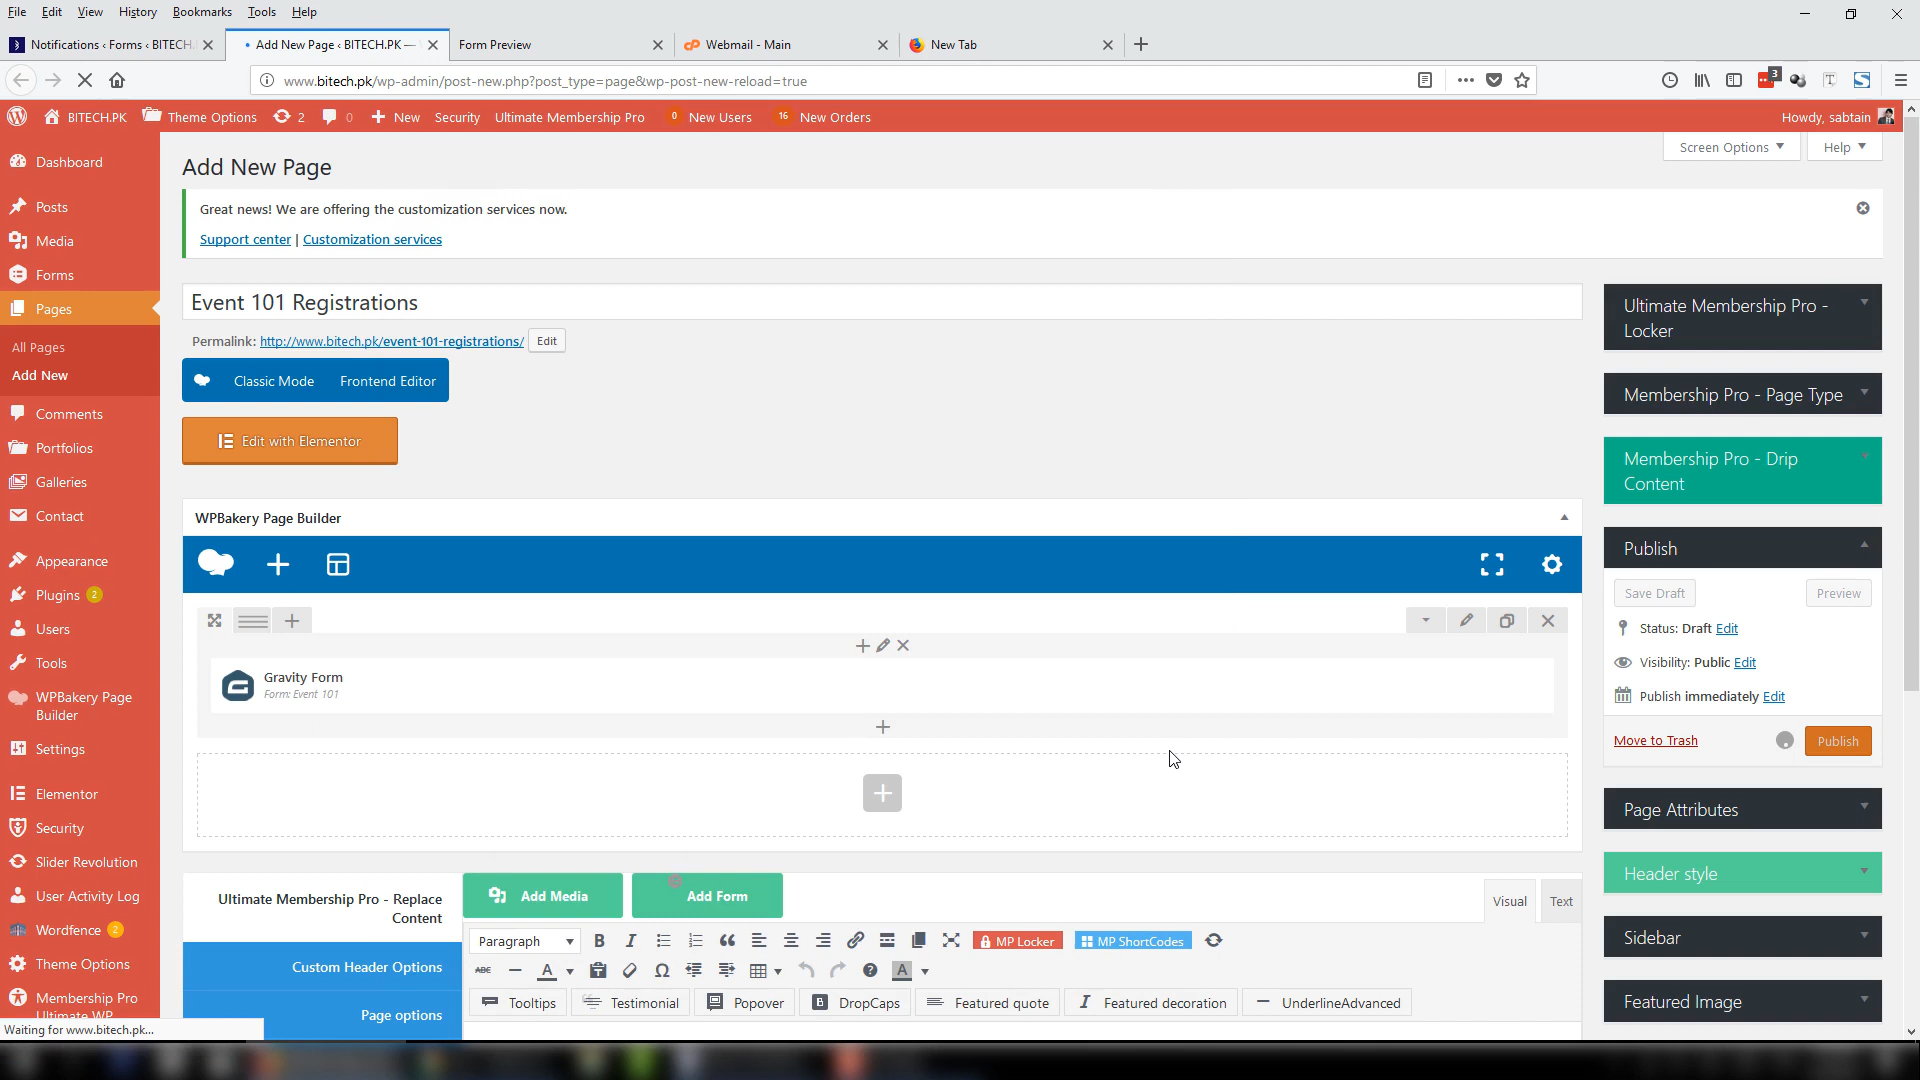 File Edit View History Bookmarks Tools Help
Notifications ‹ Forms ‹ BITECH
Add New Page ‹ BITECH.PK —
Form Preview
Webmail - Main
New Tab
www.bitech.pk/wp-admin/post-new.php?post_type=page&wp-post-new-reload=true
3
BITECH.PK Theme Options 2 0 New Security Ultimate Membership Pro 0 New Users 16 New Orders Howdy, sabtain
Screen Options Help
Dashboard
Posts
Media
Forms
Pages
All Pages
Add New
Comments
Portfolios
Galleries
Contact
Appearance
Plugins 2
Users
Tools
WPBakery Page
Builder
Settings
Elementor
Security
Slider Revolution
User Activity Log
Wordfence 2
Theme Options
Membership Pro
Ultimate WP
Waiting for www.bitech.pk...
Add New Page
Great news! We are offering the customization services now.
Support center | Customization services
Event 101 Registrations
Permalink: http://www.bitech.pk/event-101-registrations/ Edit
Classic Mode Frontend Editor
Edit with Elementor
WPBakery Page Builder
Gravity Form
Form: Event 101
Ultimate Membership Pro - Replace
Content
Custom Header Options
Page options
Add Media Add Form
Visual Text
Paragraph B I MP Locker MP ShortCodes
ABC A A
Tooltips Testimonial Popover B DropCaps Featured quote I Featured decoration UnderlineAdvanced
Ultimate Membership Pro -
Locker
Membership Pro - Page Type
Membership Pro - Drip
Content
Publish
Save Draft Preview
Status: Draft Edit
Visibility: Public Edit
Publish immediately Edit
Move to Trash Publish
Page Attributes
Header style
Sidebar
Featured Image